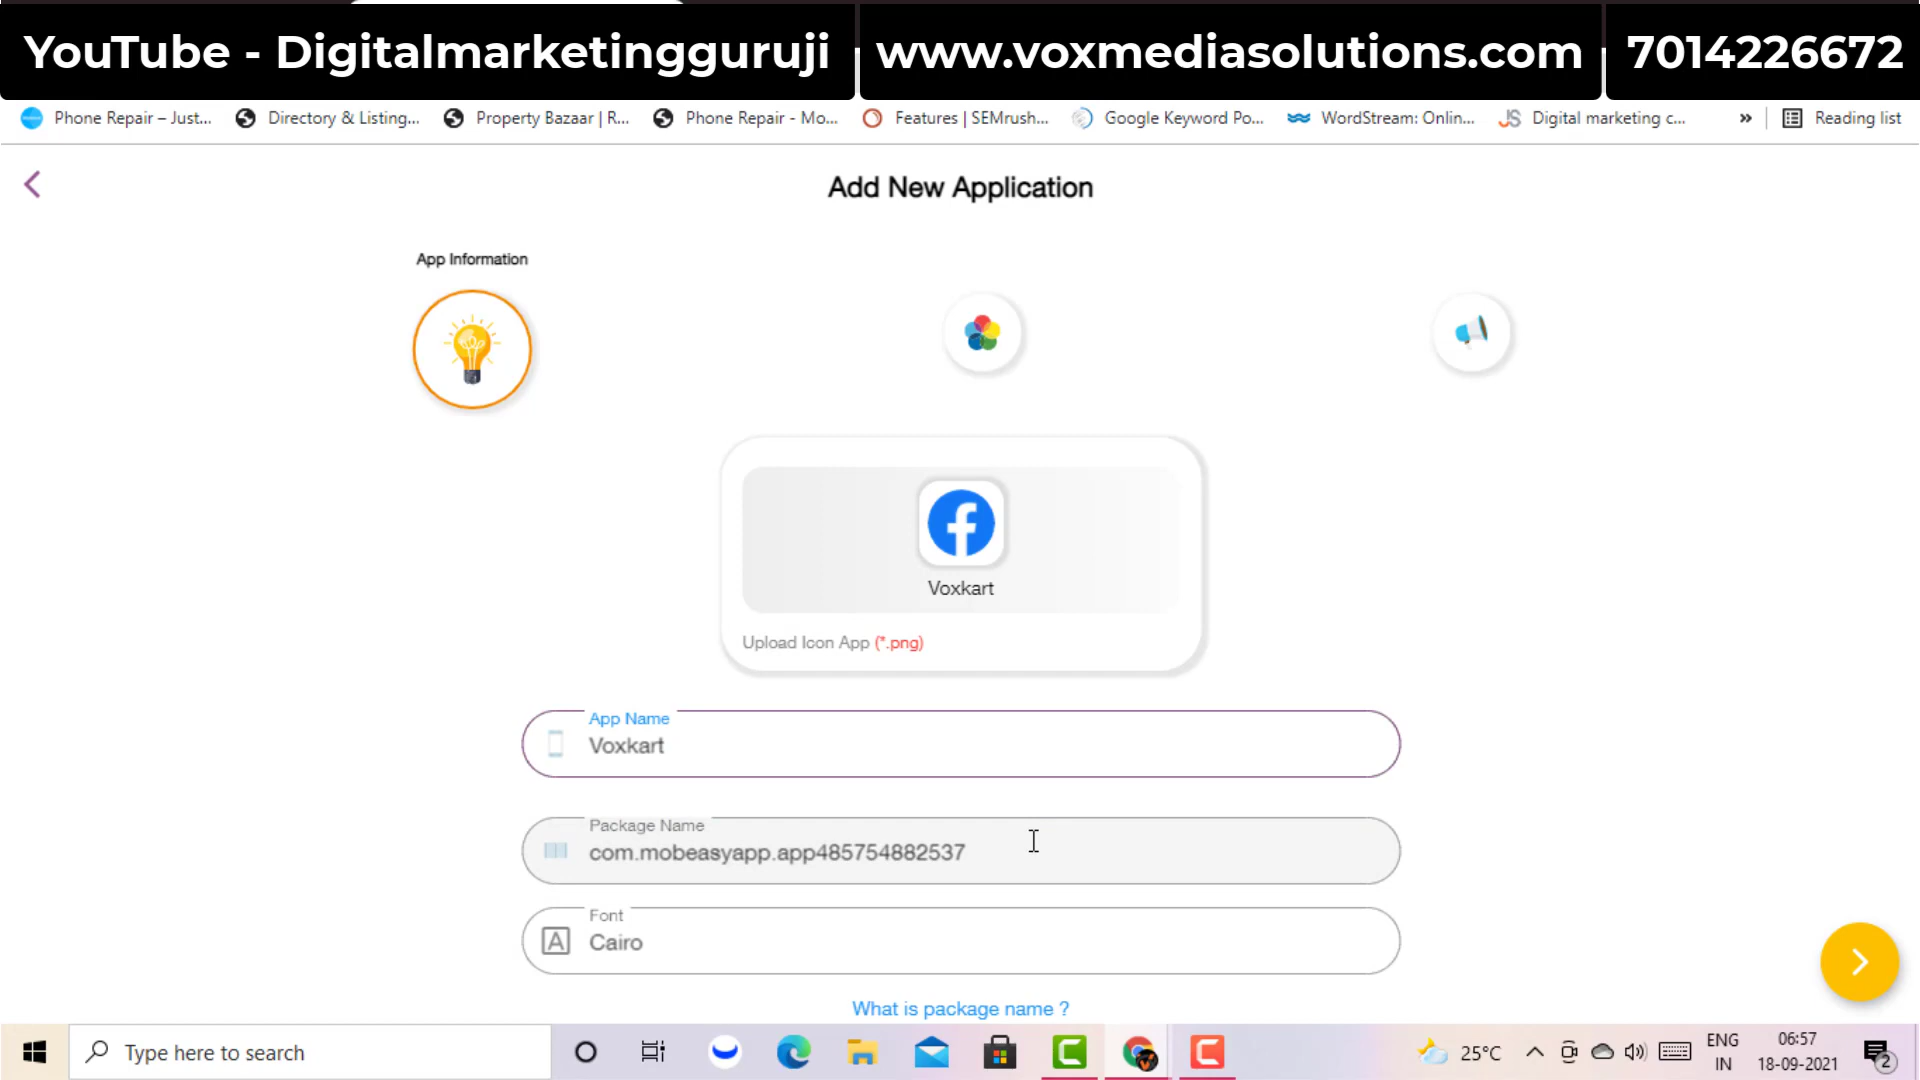 YouTube - Digitalmarketingguruji www.voxmediasolutions.com 7014226672
Phone Repair – Just... Directory & Listing... Property Bazaar | R... Phone Repair - Mo... Features | SEMrush... Google Keyword Po... WordStream: Onlin... Digital marketing c... » Reading list
Add New Application
App Information
Voxkart
Upload Icon App (*.png)
App Name
Voxkart
Package Name
com.mobeasyapp.app485754882537
Font
Cairo
What is package name ?
Type here to search 25°C ENG 06:57
IN 18-09-2021 2